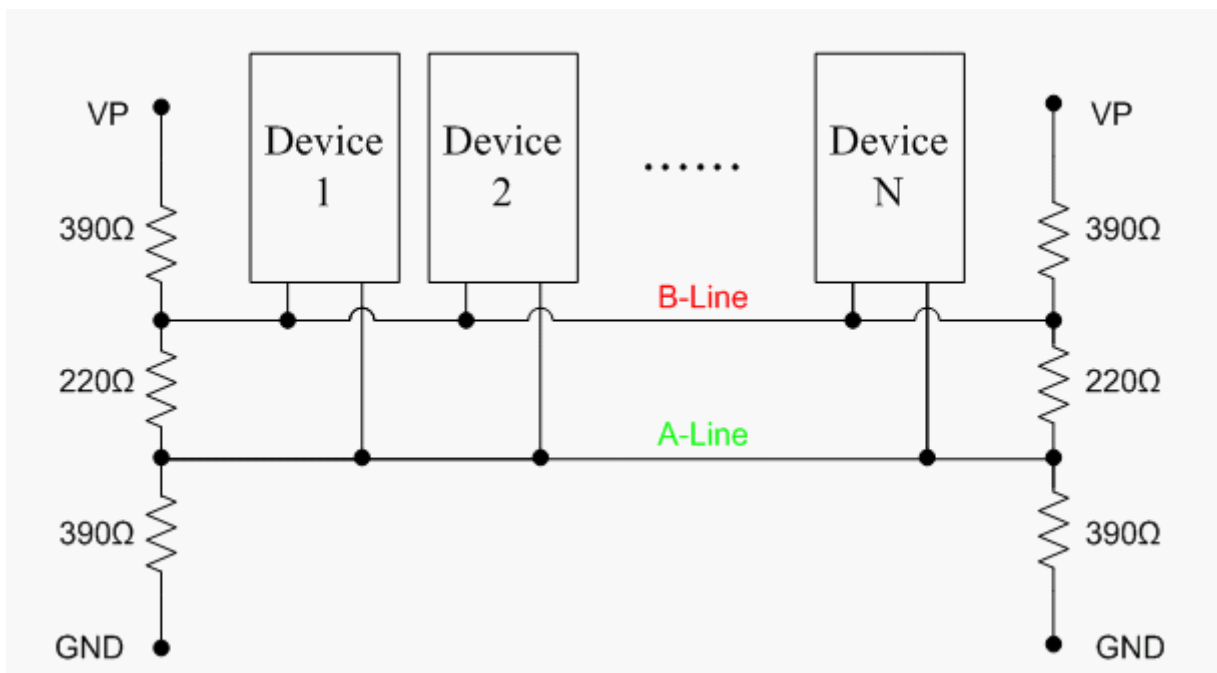 VP
VP
Device
1
Device
2
......
Device
N
390Ω
390Ω
B-Line
220Ω
220Ω
A-Line
390Ω
390Ω
GND
GND